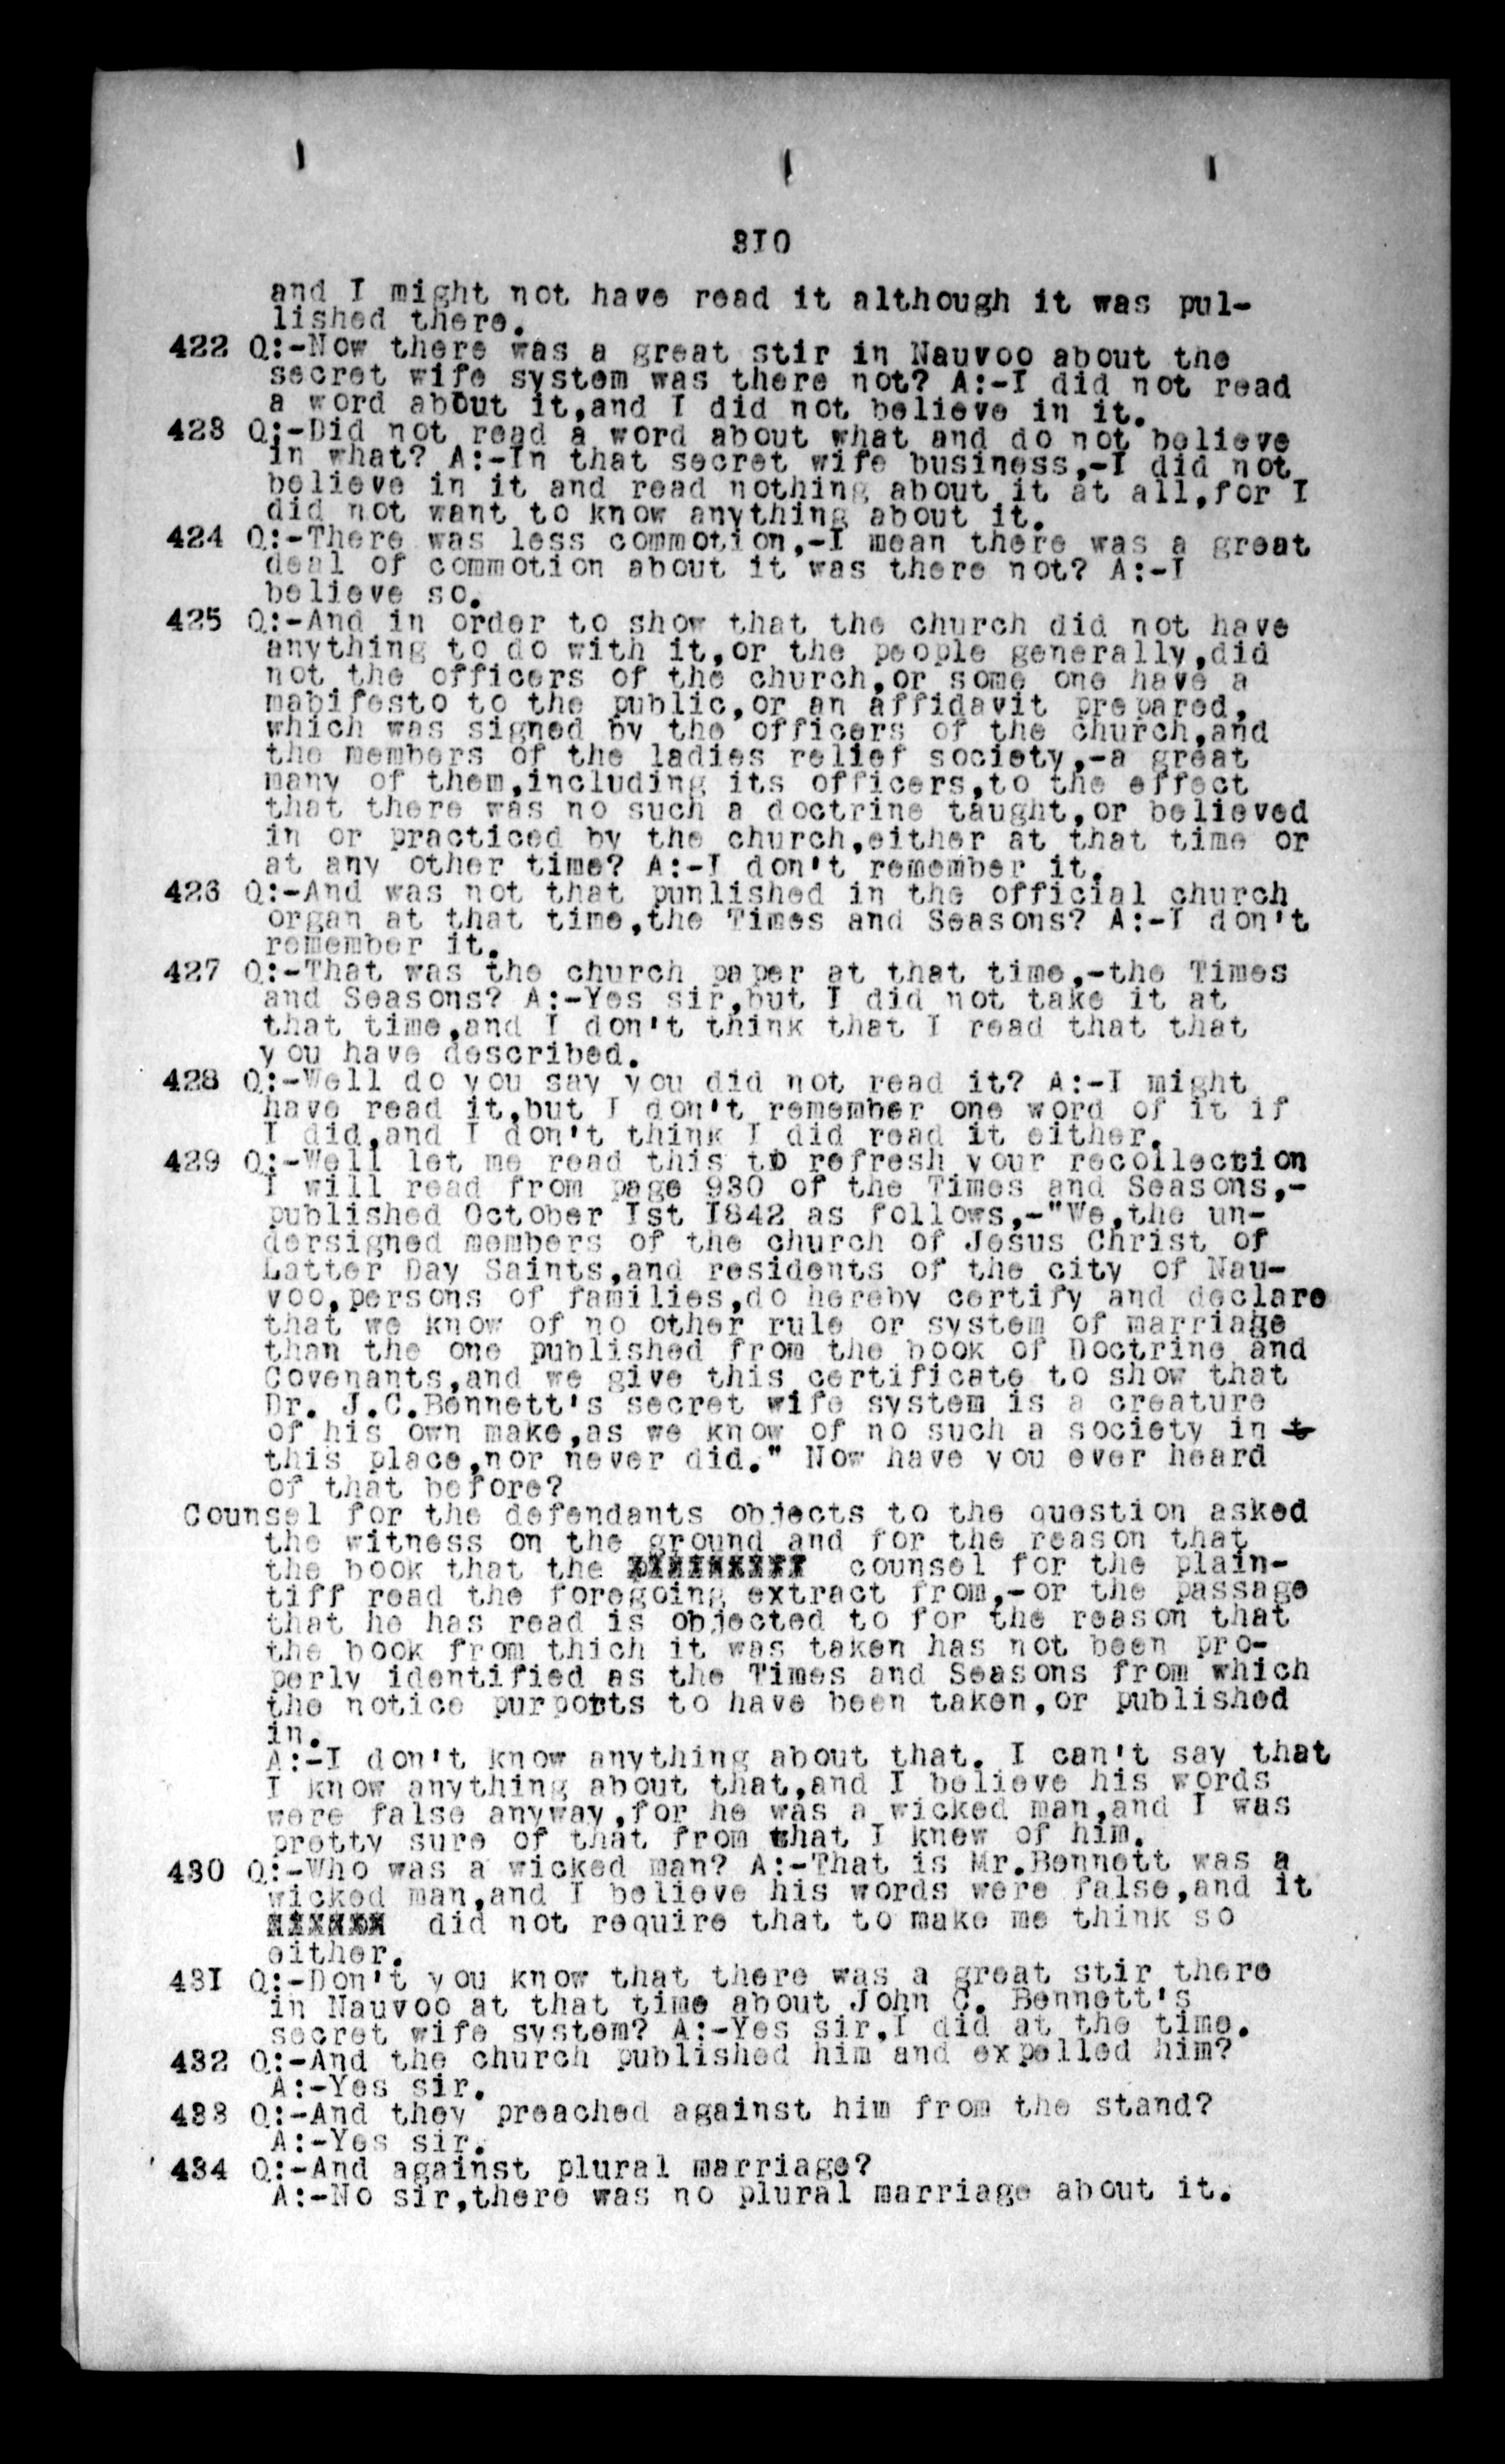 310
and I might not have read it although it was pul-
lished there.
422 Q:-Now there was a great stir in Nauvoo about the
secret wife system was there not? A:-I did not read
a word about it,and I did not believe in it.
423 Q:-Did not read a word about what and do not believe
in what? A:-In that secret wife business,-I did not
believe in it and read nothing about it at all,for I
did not want to know anything about it.
424 Q:-There was less commotion,-I mean there was a great
deal of commotion about it was there not? A:-I
believe so.
425 Q:-And in order to show that the church did not have
anything to do with it,or the people generally,did
not the officers of the church,or some one have a
mabifesto to the public,or an affidavit prepared,
which was signed by the officers of the church,and
the members of the ladies relief society,-a great
many of them,including its officers,to the effect
that there was no such a doctrine taught,or believed
in or practiced by the church,either at that time or
at any other time? A:-I don't remember it.
426 Q:-And was not that punlished in the official church
organ at that time,the Times and Seasons? A:-I don't
remember it.
427 Q:-That was the church paper at that time,-the Times
and Seasons? A:-Yes sir,but I did not take it at
that time,and I don't think that I read that that
you have described.
428 Q:-Well do you say you did not read it? A:-I might
have read it,but I don't remember one word of it if
I did,and I don't think I did read it either.
429 Q:-Well let me read this to refresh your recollection
I will read from page 930 of the Times and Seasons,-
published October Ist I842 as follows,-"We,the un-
dersigned members of the church of Jesus Christ of
Latter Day Saints,and residents of the city of Nau-
voo,persons of families,do hereby certify and declare
that we know of no other rule or system of marriage
than the one published from the book of Doctrine and
Covenants,and we give this certificate to show that
Dr. J.C.Bennett's secret wife system is a creature
of his own make,as we know of no such a society in t
this place,nor never did." Now have you ever heard
of that before?
Counsel for the defendants objects to the question asked
the witness on the ground and for the reason that
the book that the counsel for the plain-
tiff read the foregoing extract from,-or the passage
that he has read is objected to for the reason that
the book from thich it was taken has not been pro-
perly identified as the Times and Seasons from which
the notice purports to have been taken,or published
in.
A:-I don't know anything about that. I can't say that
I know anything about that,and I believe his words
were false anyway,for he was a wicked man,and I was
pretty sure of that from what I knew of him.
430 Q:-Who was a wicked man? A:-That is Mr.Bennett was a
wicked man,and I believe his words were false,and it
did not require that to make me think so
either.
431 Q:-Don't you know that there was a great stir there
in Nauvoo at that time about John C. Bennett's
secret wife system? A:-Yes sir,I did at the time.
432 Q:-And the church published him and expelled him?
A:-Yes sir.
433 Q:-And they preached against him from the stand?
A:-Yes sir.
434 Q:-And against plural marriage?
A:-No sir,there was no plural marriage about it.